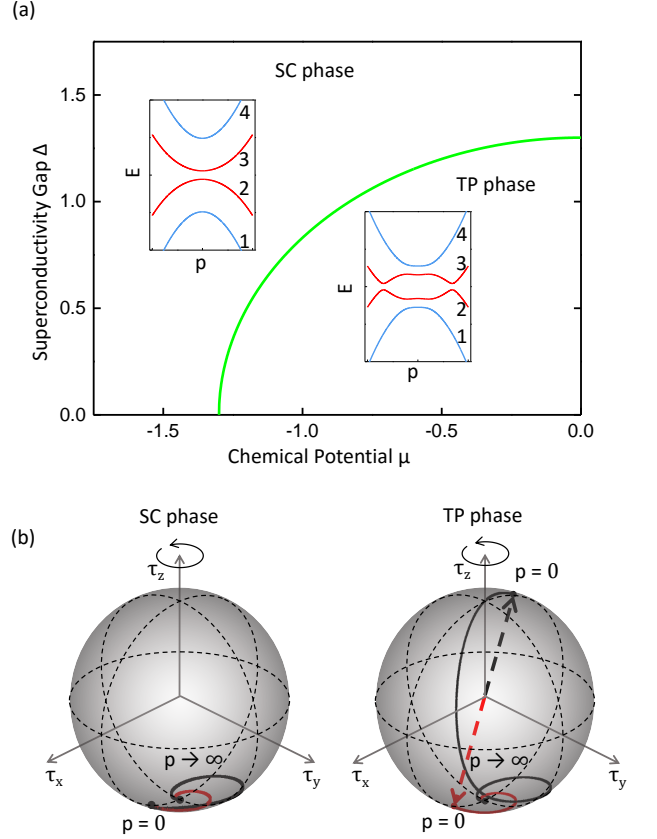 (a)
SC phase
TP phase
Superconductivity Gap Δ
1.5
1.0
0.5
0.0
-1.5
-1.0
-0.5
0.0
Chemical Potential μ
4
3
2
1
E
p
4
3
2
1
E
p
(b)
SC phase
TP phase
τz
τx
τy
p → ∞
p = 0
τz
p = 0
τx
τy
p → ∞
p = 0